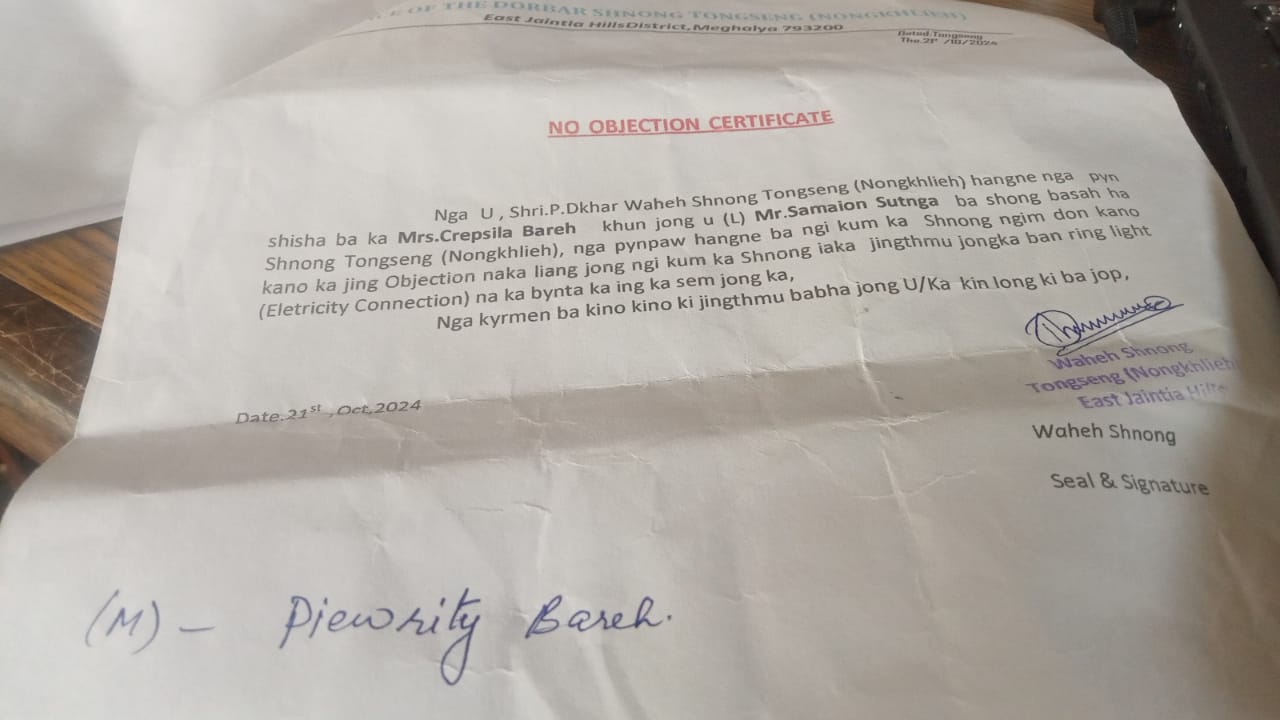 CE OF THE DORBAR SHNONG TONGSENG (NONGKHLIEH)
East Jaintia HillsDistrict,Meghalya 793200
Dated.Tongseng
The.21st /10/2024
NO OBJECTION CERTIFICATE
Nga U , Shri.P.Dkhar Waheh Shnong Tongseng (Nongkhlieh) hangne nga pyn
shisha ba ka Mrs.Crepsila Bareh khun jong u (L) Mr.Samaion Sutnga ba shong basah ha
Shnong Tongseng (Nongkhlieh), nga pynpaw hangne ba ngi kum ka Shnong ngim don kano
kano ka jing Objection naka liang jong ngi kum ka Shnong iaka jingthmu jongka ban ring light
(Eletricity Connection) na ka bynta ka ing ka sem jong ka,
Nga kyrmen ba kino kino ki jingthmu babha jong U/Ka kin long ki ba jop,
Waheh Shnong
Tongseng (Nongkhlieh
East Jaintia Hills
Date.21st ,Oct,2024
Waheh Shnong
Seal & Signature
(M) - Piewrity Bareh.